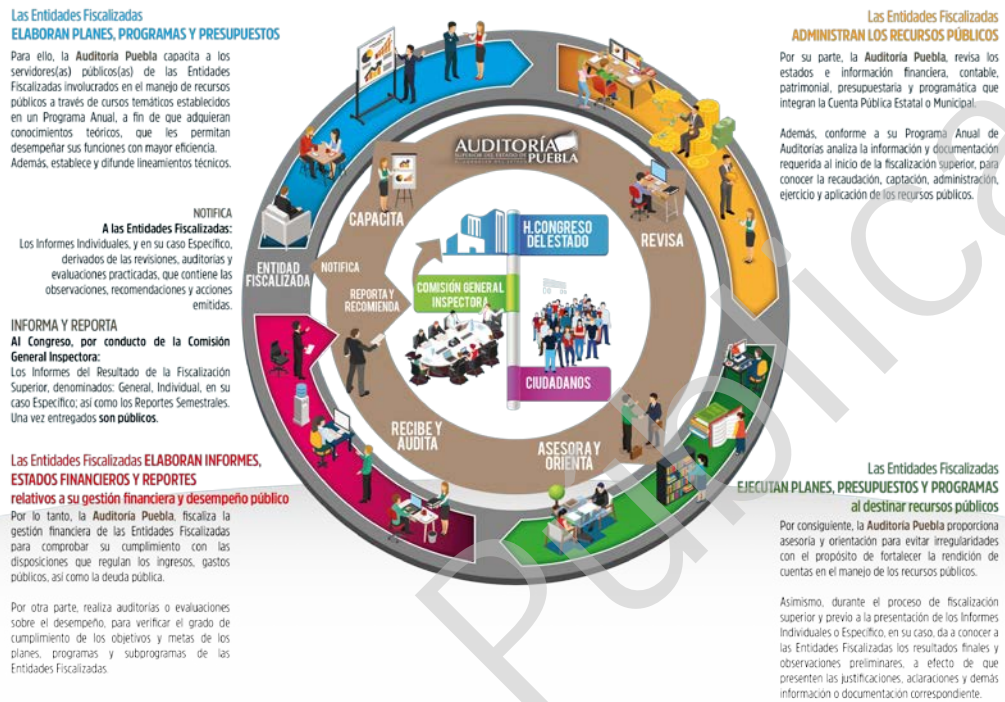 Las Entidades Fiscalizadas
ELABORAN PLANES, PROGRAMAS Y PRESUPUESTOS
Para ello, la Auditoría Puebla capacita a los
servidores(as) públicos(as) de las Entidades
Fiscalizadas involucrados en el manejo de recursos
públicos a través de cursos temáticos establecidos
en un Programa Anual, a fin de que adquieran
conocimientos teóricos, que les permitan
desempeñar sus funciones con mayor eficiencia.
Además, establece y difunde lineamientos técnicos.
NOTIFICA
A las Entidades Fiscalizadas:
Los Informes Individuales, y en su caso Específico,
derivados de las revisiones, auditorías y
evaluaciones practicadas, que contiene las
observaciones, recomendaciones y acciones
emitidas.
INFORMA Y REPORTA
Al Congreso, por conducto de la Comisión
General Inspectora:
Los Informes del Resultado de la Fiscalización
Superior, denominados: General, Individual, en su
caso Específico; así como los Reportes Semestrales.
Una vez entregados son públicos.
Las Entidades Fiscalizadas ELABORAN INFORMES,
ESTADOS FINANCIEROS Y REPORTES
relativos a su gestión financiera y desempeño público
Por lo tanto, la Auditoría Puebla, fiscaliza la
gestión financiera de las Entidades Fiscalizadas
para comprobar su cumplimiento con las
disposiciones que regulan los ingresos, gastos
públicos, así como la deuda pública.
Por otra parte, realiza auditorías o evaluaciones
sobre el desempeño, para verificar el grado de
cumplimiento de los objetivos y metas de los
planes, programas y subprogramas de las
Entidades Fiscalizadas.
AUDITORÍA
SUPERIOR DEL ESTADO DE PUEBLA
CAPACITA
REVISA
H. CONGRESO
DEL ESTADO
ENTIDAD
FISCALIZADA
NOTIFICA
REPORTA Y
RECOMIENDA
COMISIÓN GENERAL
INSPECTORA
CIUDADANOS
RECIBE Y
AUDITA
ASESORA Y
ORIENTA
Las Entidades Fiscalizadas
ADMINISTRAN LOS RECURSOS PÚBLICOS
Por su parte, la Auditoría Puebla, revisa los
estados e información financiera, contable,
patrimonial, presupuestaria y programática que
integran la Cuenta Pública Estatal o Municipal.
Además, conforme a su Programa Anual de
Auditorías analiza la información y documentación
requerida al inicio de la fiscalización superior, para
conocer la recaudación, captación, administración,
ejercicio y aplicación de los recursos públicos.
Las Entidades Fiscalizadas
EJECUTAN PLANES, PRESUPUESTOS Y PROGRAMAS
al destinar recursos públicos
Por consiguiente, la Auditoría Puebla proporciona
asesoría y orientación para evitar irregularidades
con el propósito de fortalecer la rendición de
cuentas en el manejo de los recursos públicos.
Asimismo, durante el proceso de fiscalización
superior y previo a la presentación de los Informes
Individuales o Específico, en su caso, da a conocer a
las Entidades Fiscalizadas los resultados finales y
observaciones preliminares, a efecto de que
presenten las justificaciones, aclaraciones y demás
información o documentación correspondiente.
Publica